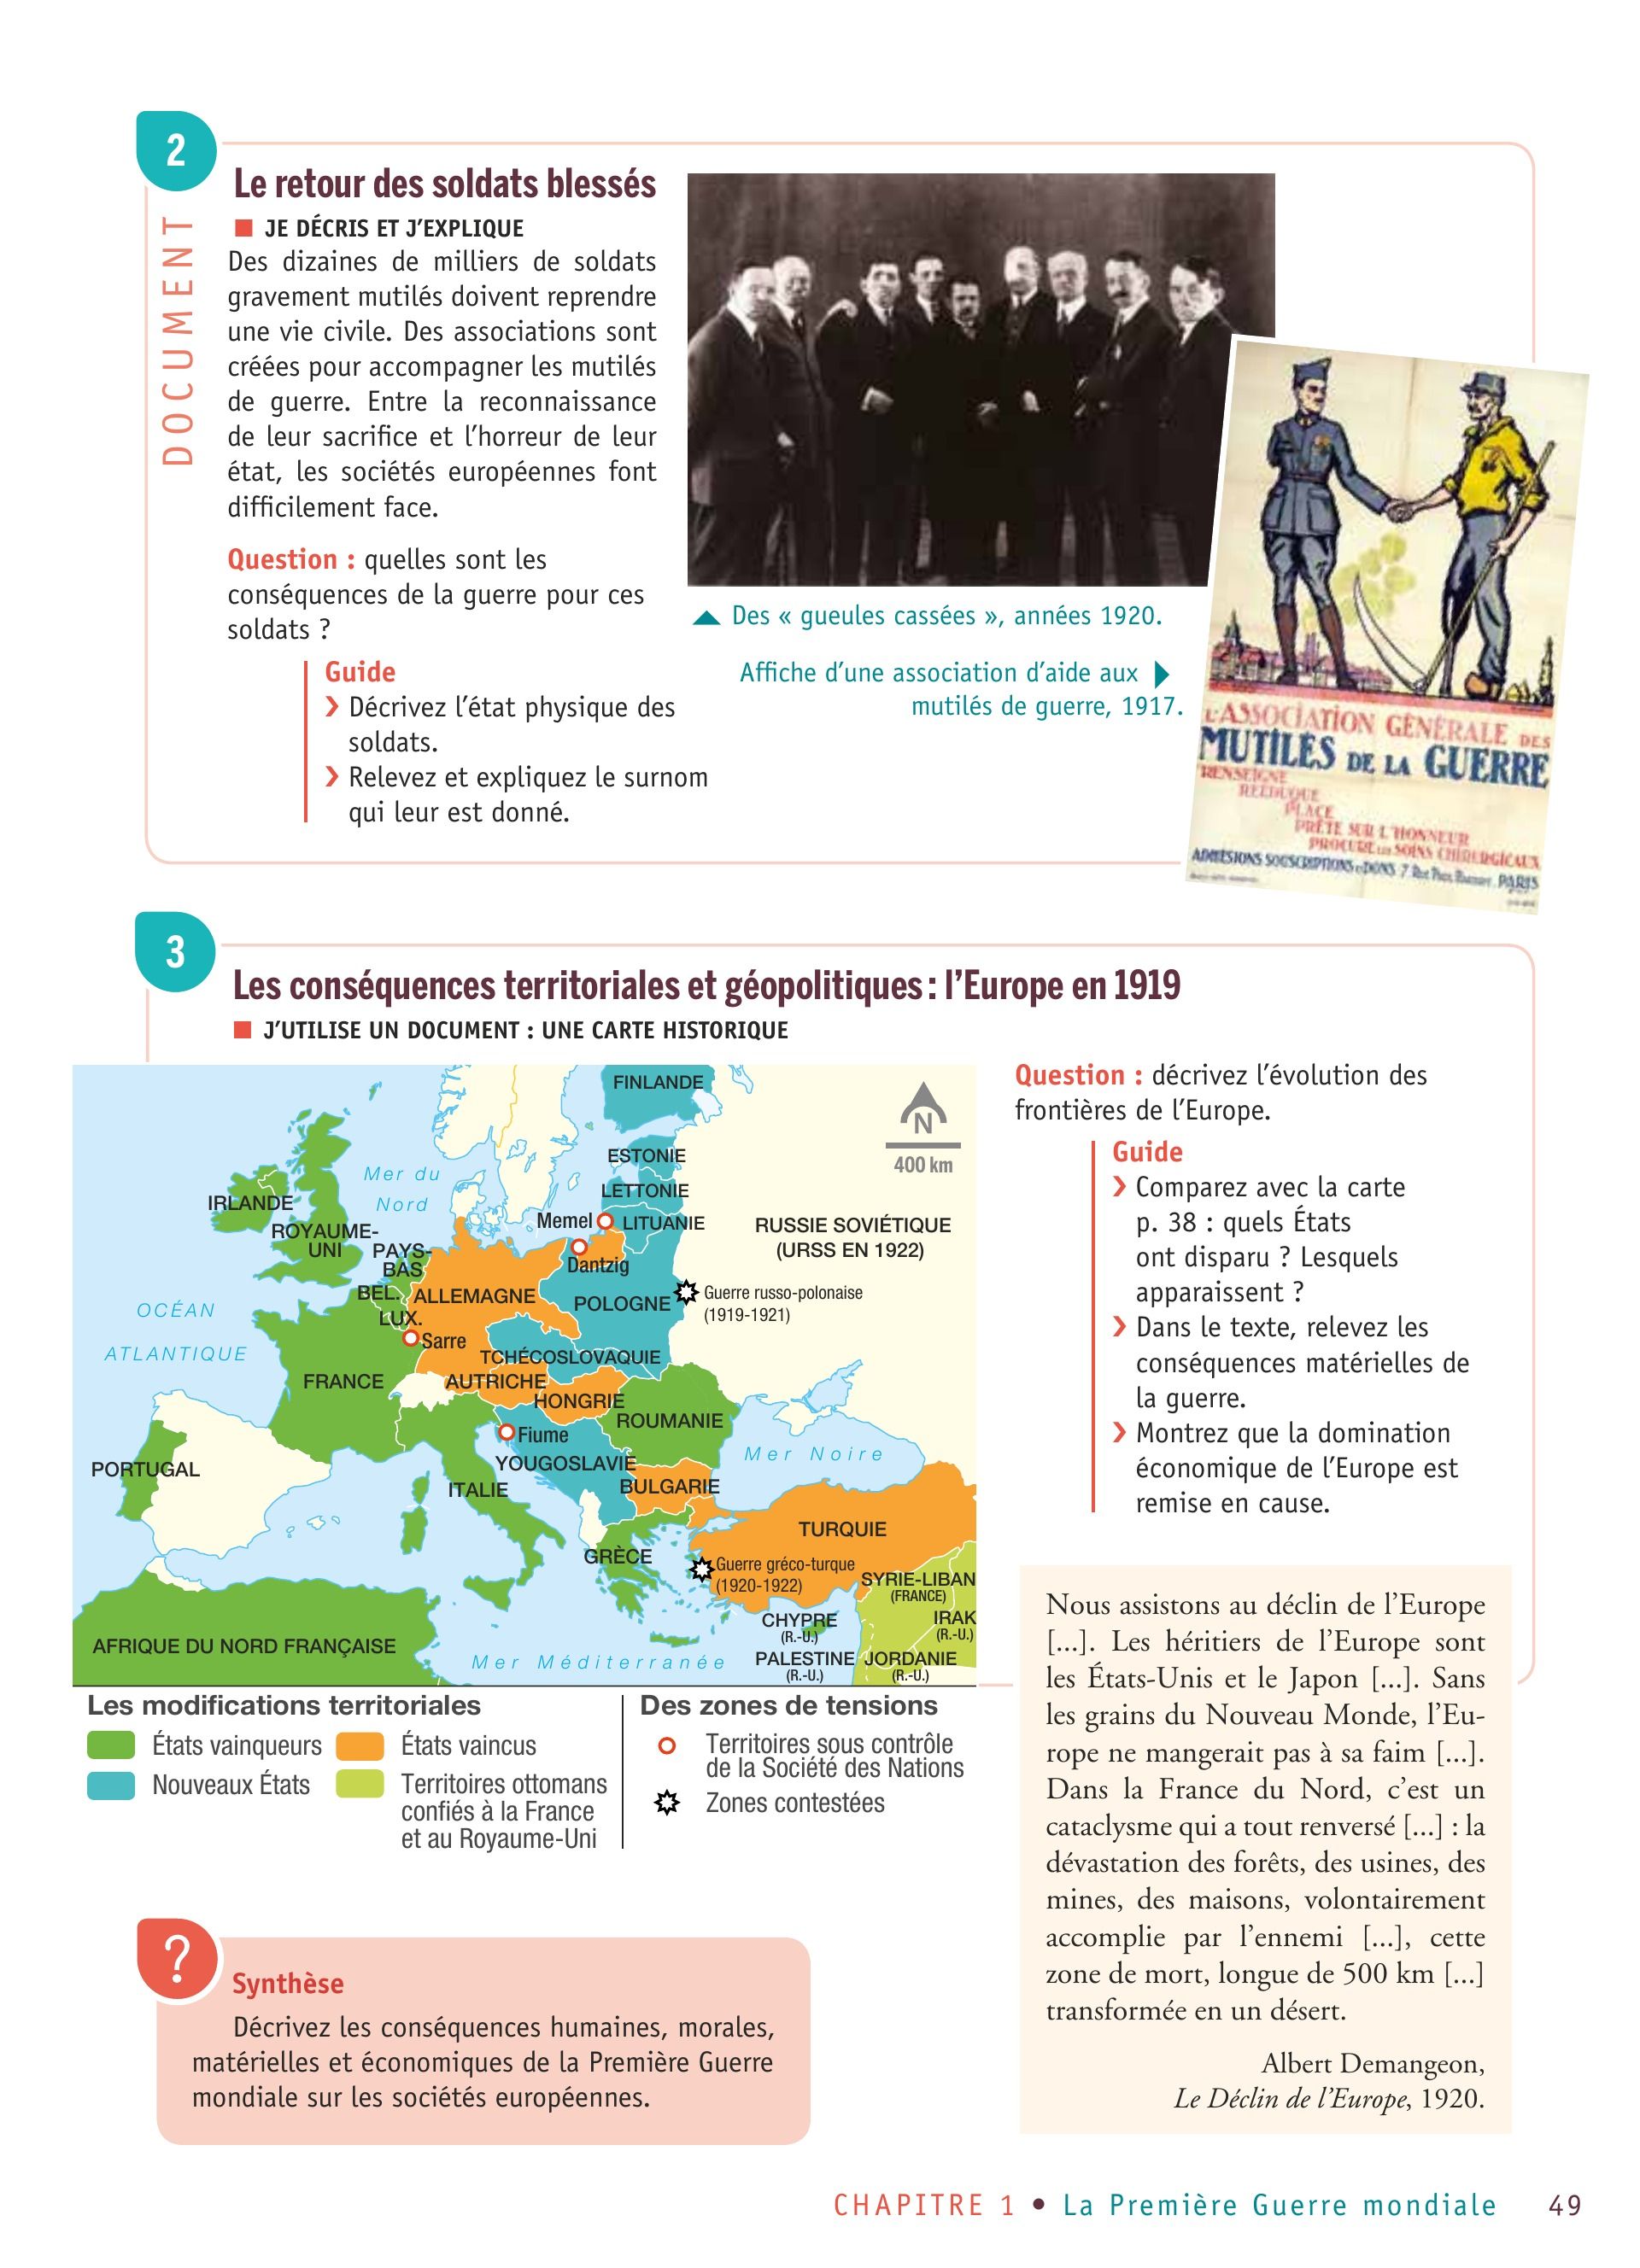 2
DOCUMENT
Le retour des soldats blessés
JE DÉCRIS ET J'EXPLIQUE
Des dizaines de milliers de soldats
gravement mutilés doivent reprendre
une vie civile. Des associations sont
créées pour accompagner les mutilés
de guerre. Entre la reconnaissance
de leur sacrifice et l'horreur de leur
état, les sociétés européennes font
difficilement face.
Question : quelles sont les
conséquences de la guerre pour ces
soldats ?
Guide
› Décrivez l'état physique des
soldats.
› Relevez et expliquez le surnom
qui leur est donné.
Des « gueules cassées », années 1920.
Affiche d'une association d'aide aux
mutilés de guerre, 1917.
L'ASSOCIATION GÉNÉRALE DES
MUTILÉS DE LA GUERRE
RENSEIGNE
RÉÉDUQUE
PLACE
PRÊTE SUR L'HONNEUR
PROCURE LES SOINS CHIRURGICAUX
ADHÉSIONS SOUSCRIPTIONS ET DONS 7, Rue PARIS
3
Les conséquences territoriales et géopolitiques : l'Europe en 1919
J'UTILISE UN DOCUMENT : UNE CARTE HISTORIQUE
FINLANDE
N
400 km
ESTONIE
LETTONIE
Mer du
Nord
IRLANDE
ROYAUME-
UNI
PAYS-
BAS
Memel
LITUANIE
RUSSIE SOVIÉTIQUE
(URSS EN 1922)
Dantzig
BEL.
ALLEMAGNE
POLOGNE
Guerre russo-polonaise
(1919-1921)
LUX.
OCÉAN
ATLANTIQUE
Sarre
TCHÉCOSLOVAQUIE
FRANCE
AUTRICHE
HONGRIE
ROUMANIE
Fiume
Mer Noire
YOUGOSLAVIE
PORTUGAL
ITALIE
BULGARIE
TURQUIE
GRÈCE
Guerre gréco-turque
(1920-1922)
SYRIE-LIBAN
(FRANCE)
CHYPRE
(R.-U.)
IRAK
(R.-U.)
AFRIQUE DU NORD FRANÇAISE
Mer Méditerranée
PALESTINE
(R.-U.)
JORDANIE
(R.-U.)
Les modifications territoriales
États vainqueurs
États vaincus
Nouveaux États
Territoires ottomans
confiés à la France
et au Royaume-Uni
Des zones de tensions
Territoires sous contrôle
de la Société des Nations
Zones contestées
Question : décrivez l'évolution des
frontières de l'Europe.
Guide
› Comparez avec la carte
p. 38 : quels États
ont disparu ? Lesquels
apparaissent ?
› Dans le texte, relevez les
conséquences matérielles de
la guerre.
› Montrez que la domination
économique de l'Europe est
remise en cause.
Nous assistons au déclin de l'Europe
[...]. Les héritiers de l'Europe sont
les États-Unis et le Japon [...]. Sans
les grains du Nouveau Monde, l'Eu-
rope ne mangerait pas à sa faim [...].
Dans la France du Nord, c'est un
cataclysme qui a tout renversé [...] : la
dévastation des forêts, des usines, des
mines, des maisons, volontairement
accomplie par l'ennemi [...], cette
zone de mort, longue de 500 km [...]
transformée en un désert.
Albert Demangeon,
Le Déclin de l'Europe, 1920.
?
Synthèse
Décrivez les conséquences humaines, morales,
matérielles et économiques de la Première Guerre
mondiale sur les sociétés européennes.
CHAPITRE 1 • La Première Guerre mondiale 49